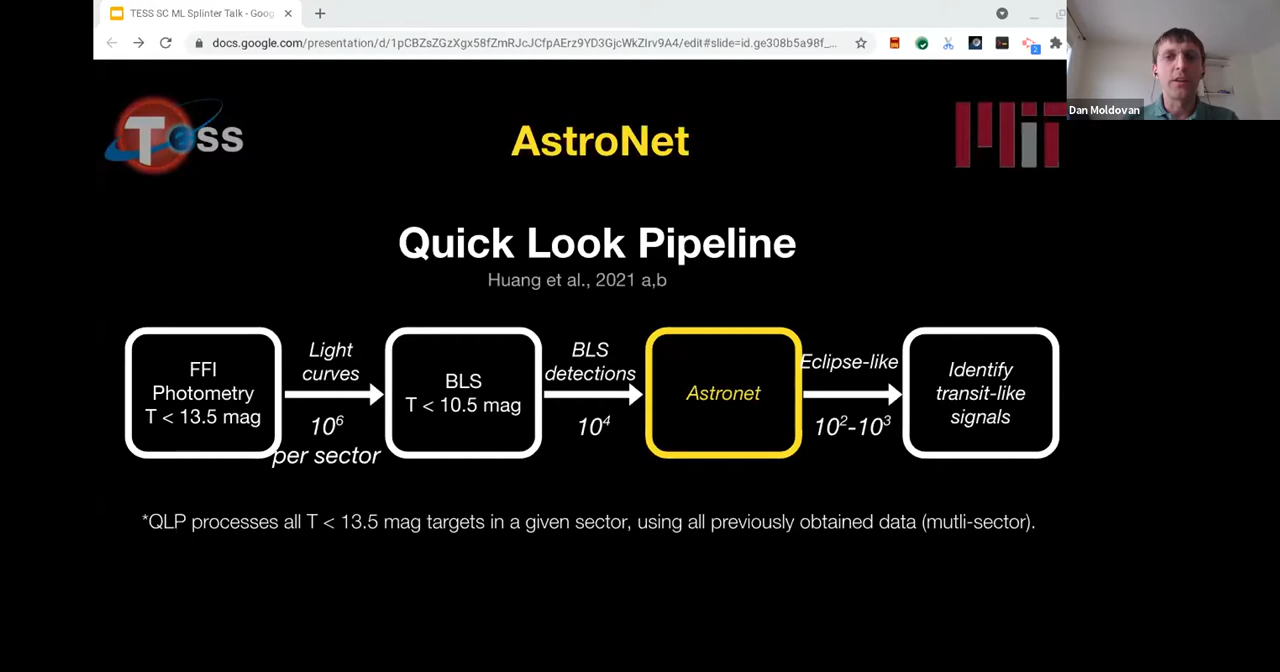 TESS SC ML Splinter Talk - Goog
docs.google.com/presentation/d/1pCBZsZGzXgx58fZmRJcJCfpAErz9YD3GjcWkZIrv9A4/edit#slide=id.ge308b5a98f_...
2
Dan Moldovan
Tess
AstroNet
MIT
Quick Look Pipeline
Huang et al., 2021 a,b
FFI
Photometry
T < 13.5 mag
Light
curves
10⁶
per sector
BLS
T < 10.5 mag
BLS
detections
10⁴
Astronet
Eclipse-like
10²-10³
Identify
transit-like
signals
*QLP processes all T < 13.5 mag targets in a given sector, using all previously obtained data (mutli-sector).